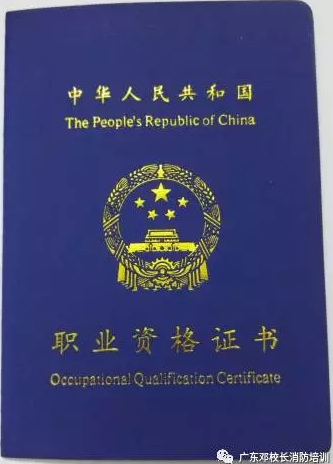 中华人民共和国
The People's Republic of China
职业资格证书
Occupational Qualification Certificate
广东邓校长消防培训